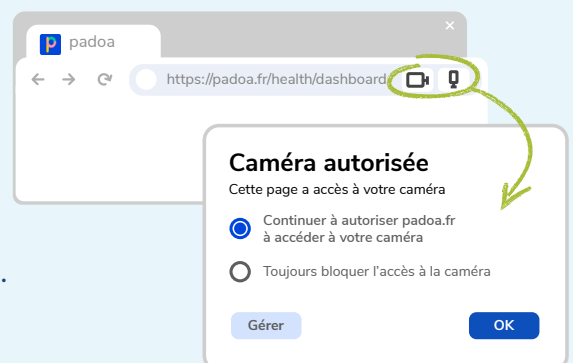 padoa
https://padoa.fr/health/dashboard
Caméra autorisée
Cette page a accès à votre caméra
Continuer à autoriser padoa.fr
à accéder à votre caméra
Toujours bloquer l'accès à la caméra
Gérer
OK
.